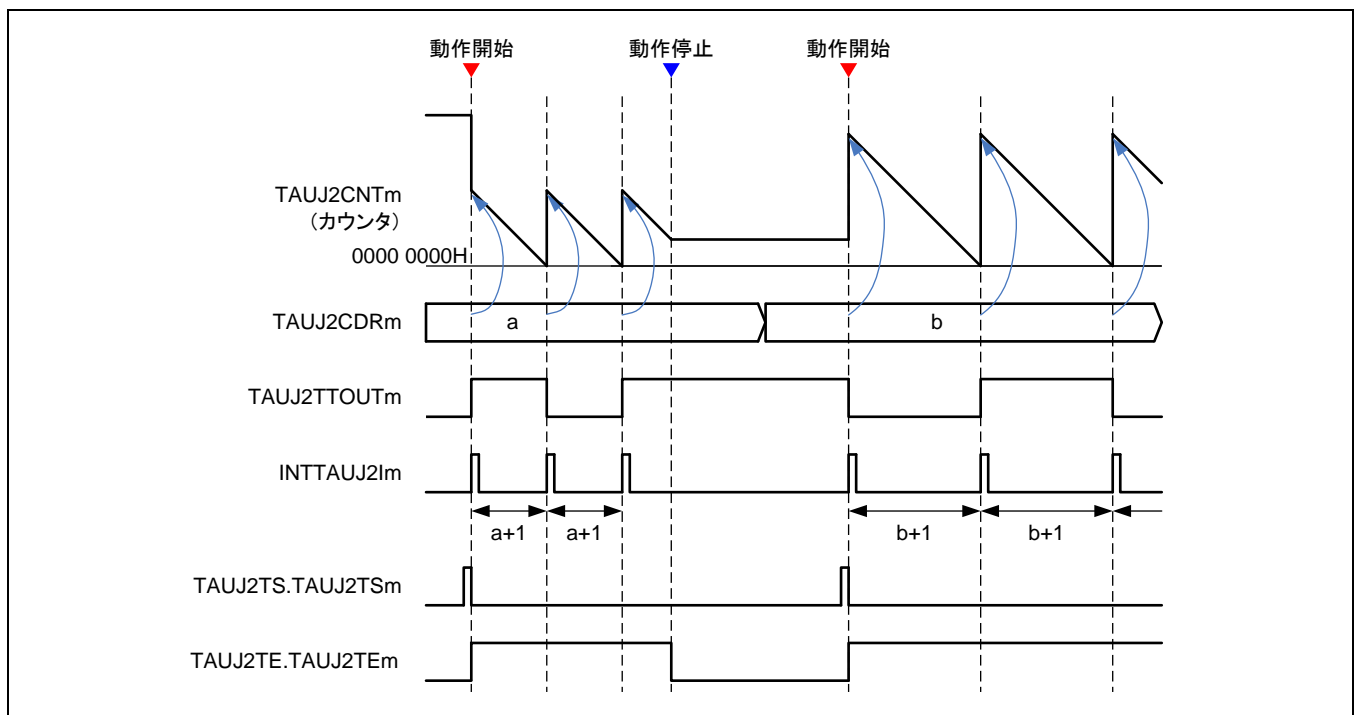 動作開始 動作停止 動作開始
TAUJ2CNTm
(カウンタ)
0000 0000H
TAUJ2CDRm a b
TAUJ2TTOUTm
INTTAUJ2Im
a+1 a+1 b+1 b+1
TAUJ2TS.TAUJ2TSm
TAUJ2TE.TAUJ2TEm